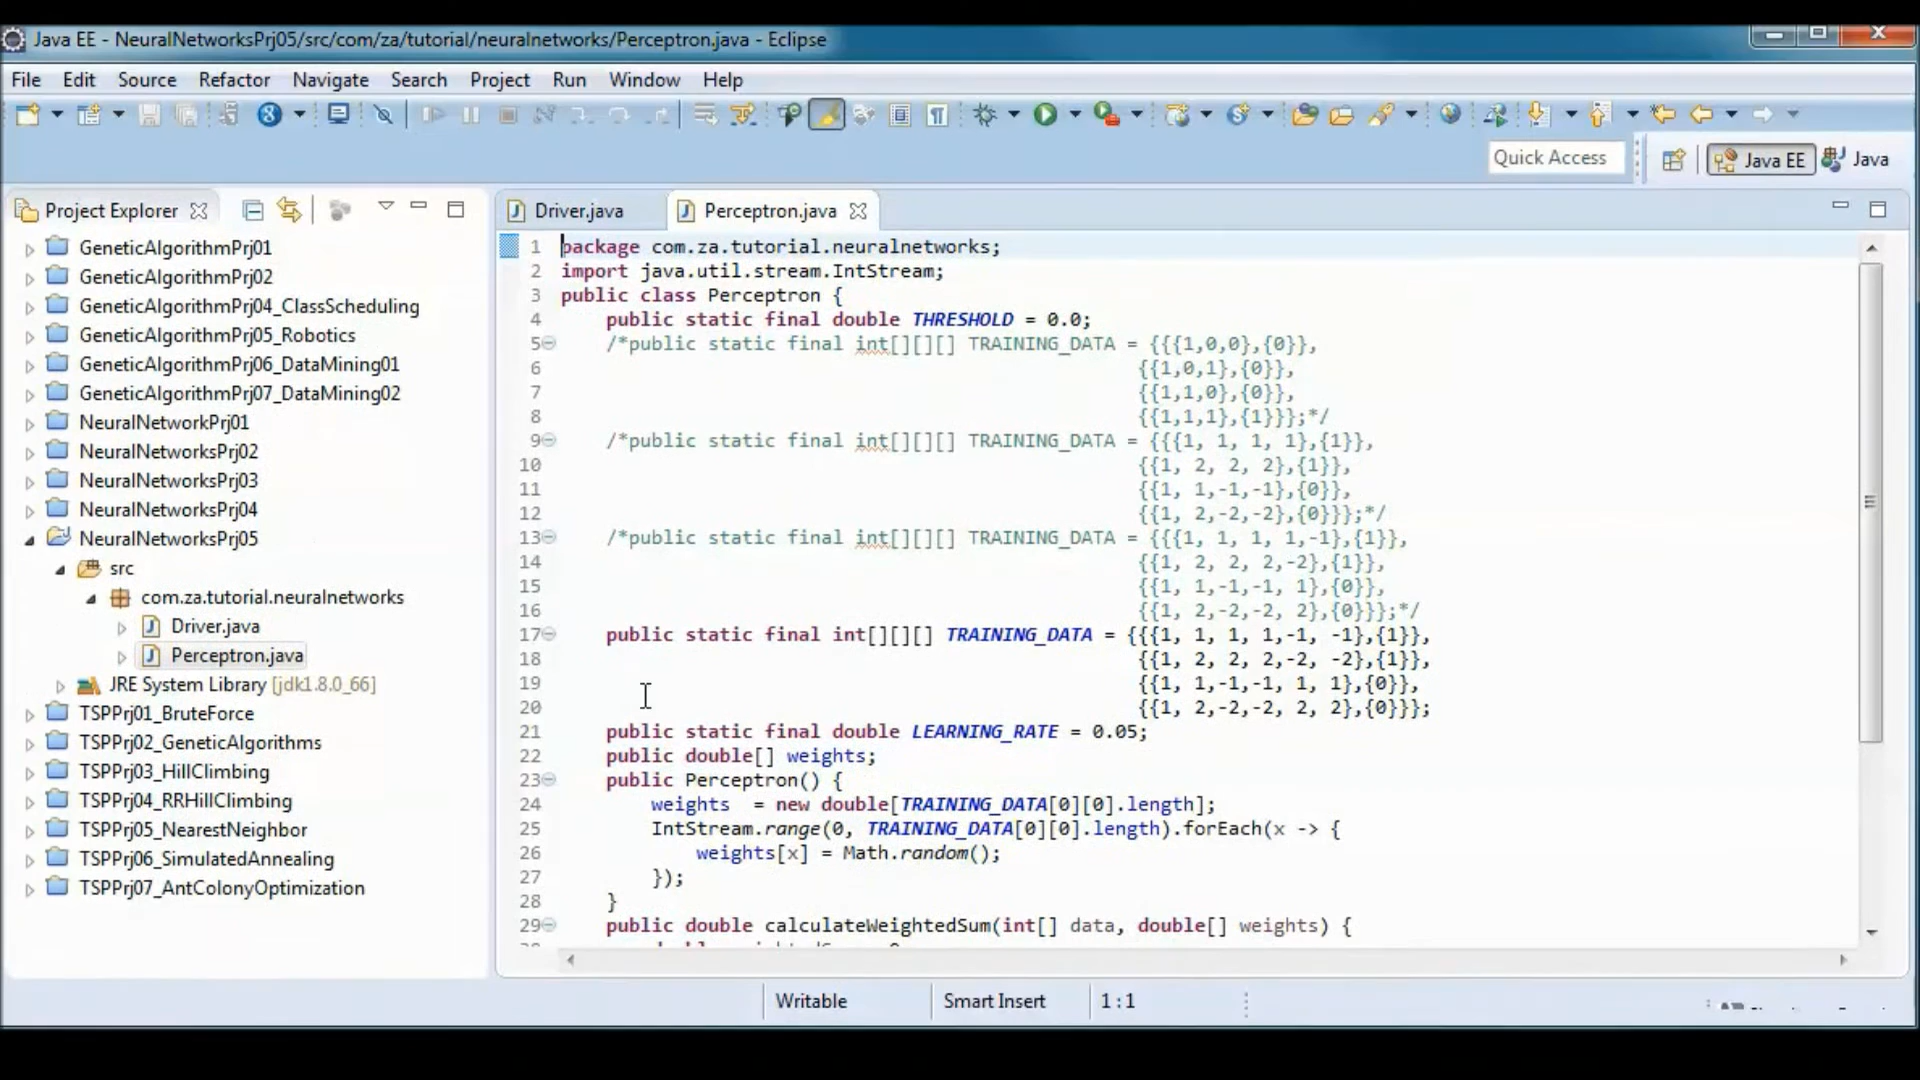 Java EE - NeuralNetworksPrj05/src/com/za/tutorial/neuralnetworks/Perceptron.java - Eclipse
File Edit Source Refactor Navigate Search Project Run Window Help
Quick Access
Java EE
Java
Project Explorer
GeneticAlgorithmPrj01
GeneticAlgorithmPrj02
GeneticAlgorithmPrj04_ClassScheduling
GeneticAlgorithmPrj05_Robotics
GeneticAlgorithmPrj06_DataMining01
GeneticAlgorithmPrj07_DataMining02
NeuralNetworkPrj01
NeuralNetworksPrj02
NeuralNetworksPrj03
NeuralNetworksPrj04
NeuralNetworksPrj05
src
com.za.tutorial.neuralnetworks
Driver.java
Perceptron.java
JRE System Library [jdk1.8.0_66]
TSPPrj01_BruteForce
TSPPrj02_GeneticAlgorithms
TSPPrj03_HillClimbing
TSPPrj04_RRHillClimbing
TSPPrj05_NearestNeighbor
TSPPrj06_SimulatedAnnealing
TSPPrj07_AntColonyOptimization
Driver.java
Perceptron.java
1 package com.za.tutorial.neuralnetworks;
2 import java.util.stream.IntStream;
3 public class Perceptron {
4 public static final double THRESHOLD = 0.0;
5 /*public static final int[][][] TRAINING_DATA = {{{1,0,0},{0}},
6 {{1,0,1},{0}},
7 {{1,1,0},{0}},
8 {{1,1,1},{1}}};*/
9 /*public static final int[][][] TRAINING_DATA = {{{1, 1, 1, 1},{1}},
10 {{1, 2, 2, 2},{1}},
11 {{1, 1,-1,-1},{0}},
12 {{1, 2,-2,-2},{0}}};*/
13 /*public static final int[][][] TRAINING_DATA = {{{1, 1, 1, 1,-1},{1}},
14 {{1, 2, 2, 2,-2},{1}},
15 {{1, 1,-1,-1, 1},{0}},
16 {{1, 2,-2,-2, 2},{0}}};*/
17 public static final int[][][] TRAINING_DATA = {{{1, 1, 1, 1,-1, -1},{1}},
18 {{1, 2, 2, 2,-2, -2},{1}},
19 {{1, 1,-1,-1, 1, 1},{0}},
20 {{1, 2,-2,-2, 2, 2},{0}}};
21 public static final double LEARNING_RATE = 0.05;
22 public double[] weights;
23 public Perceptron() {
24 weights = new double[TRAINING_DATA[0][0].length];
25 IntStream.range(0, TRAINING_DATA[0][0].length).forEach(x -> {
26 weights[x] = Math.random();
27 });
28 }
29 public double calculateWeightedSum(int[] data, double[] weights) {
Writable
Smart Insert
1 : 1